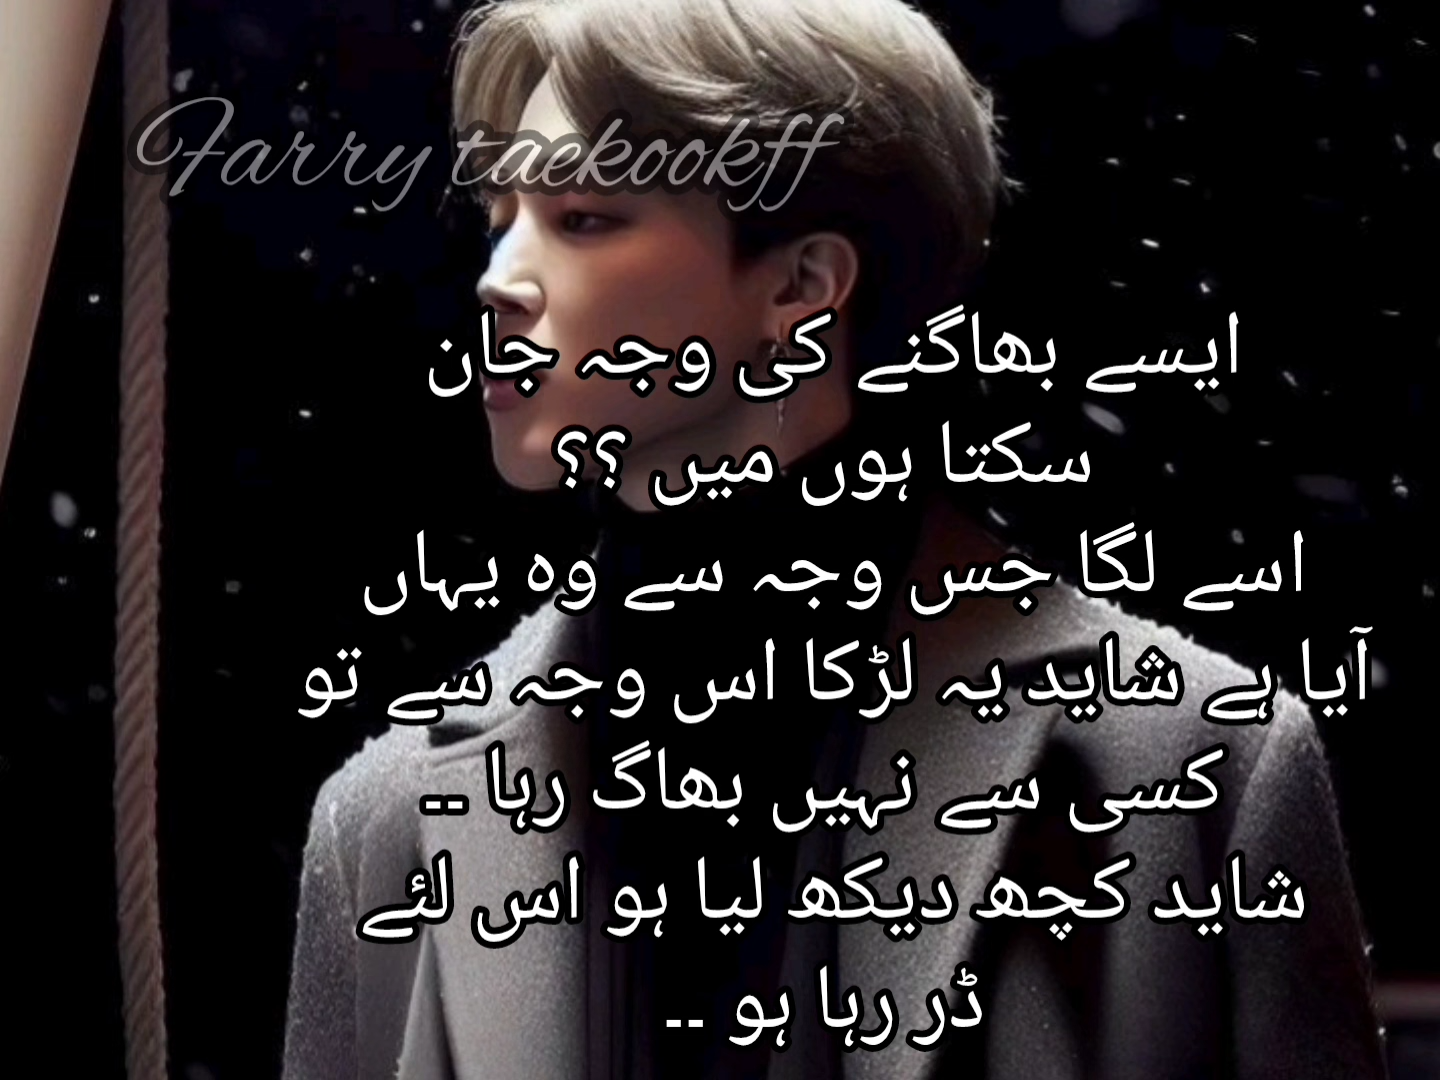 Farry taekookff
ایسے بھاگنے کی وجہ جان
سکتا ہوں میں ؟؟
اسے لگا جس وجہ سے وہ یہاں
آیا ہے شاید یہ لڑکا اس وجہ سے تو
کسی سے نہیں بھاگ رہا --
شاید کچھ دیکھ لیا ہو اس لئے
ڈر رہا ہو --